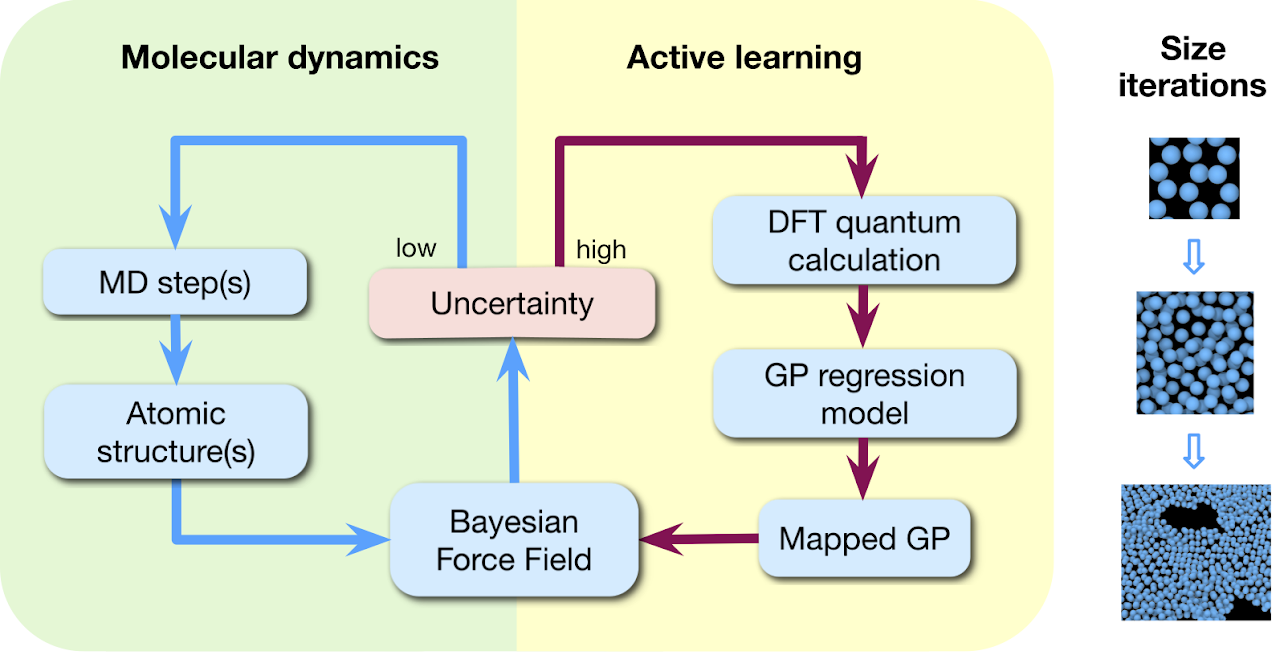 Molecular dynamics
Active learning
Size
iterations
low
high
MD step(s)
Uncertainty
DFT quantum
calculation
Atomic
structure(s)
GP regression
model
Bayesian
Force Field
Mapped GP